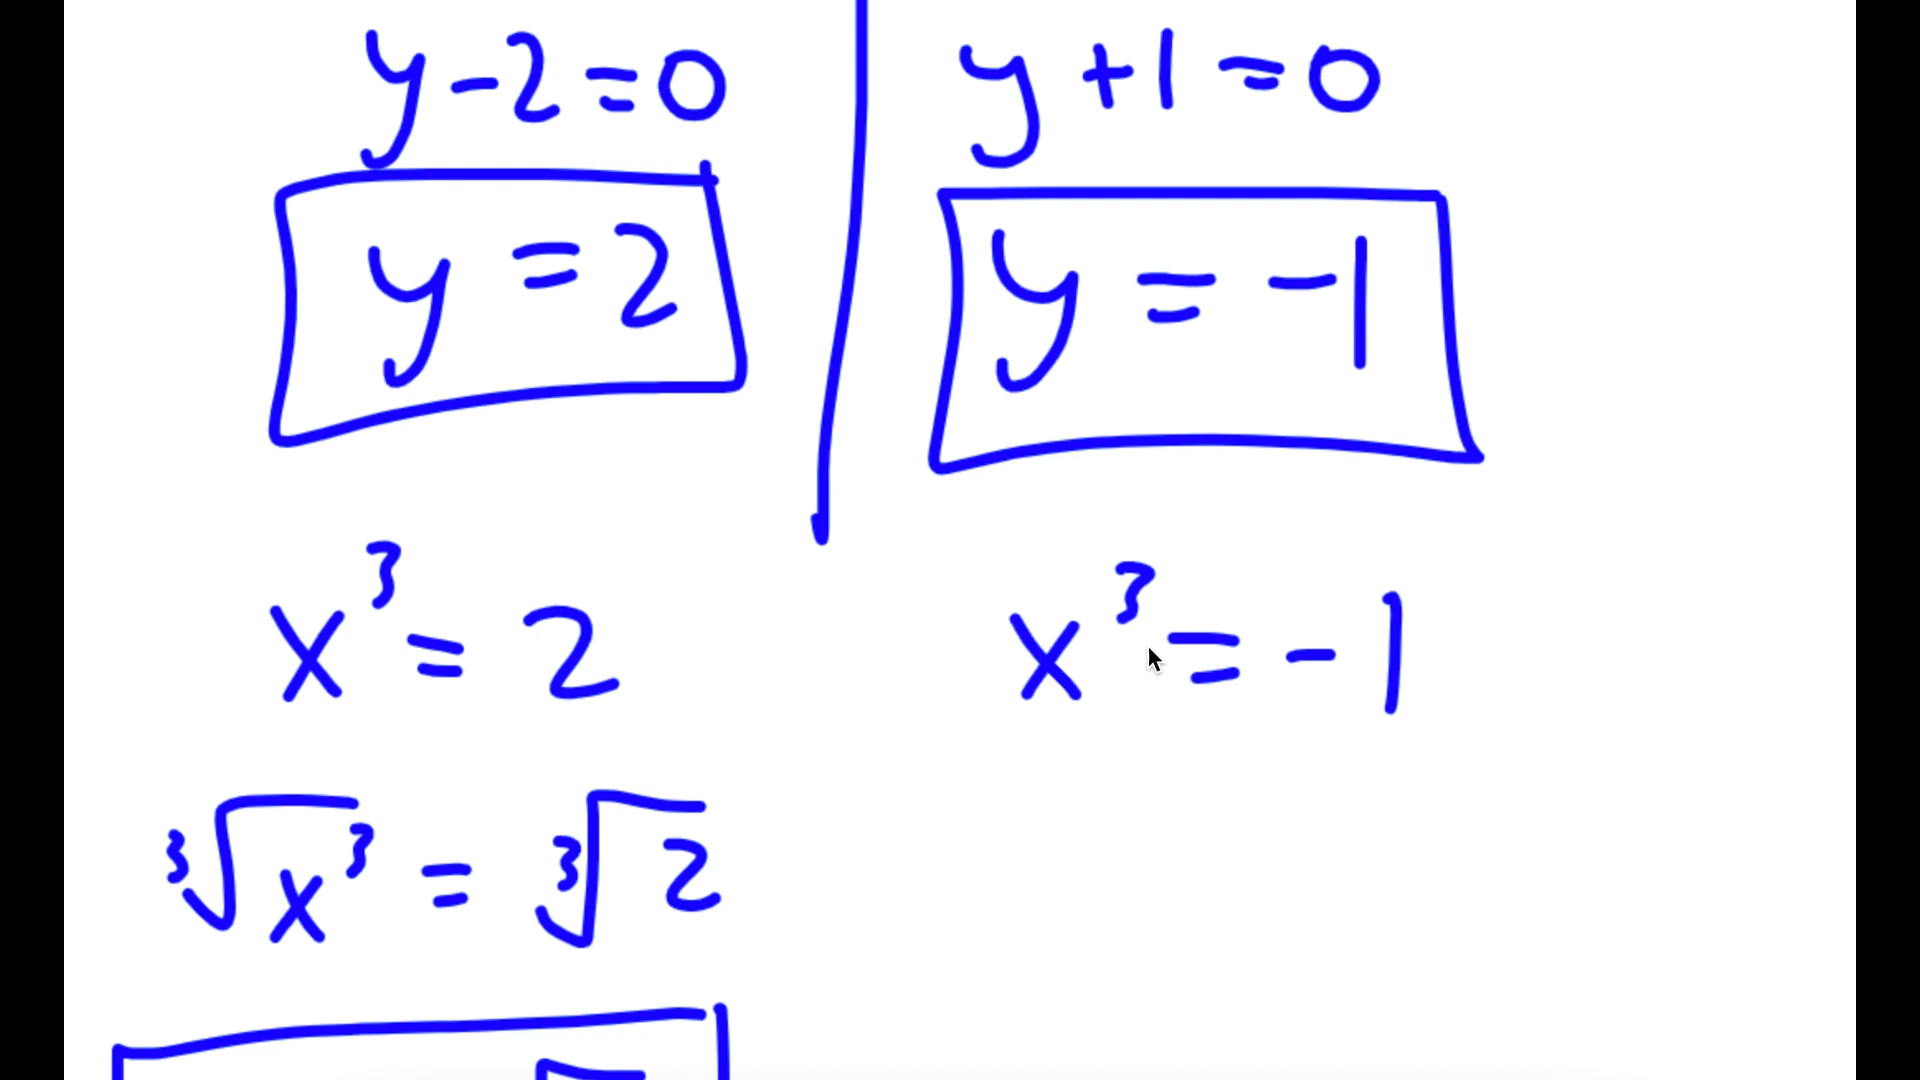 y - 2 = 0
y = 2
x³ = 2
∛x³ = ∛2
y + 1 = 0
y = -1
x³ = -1